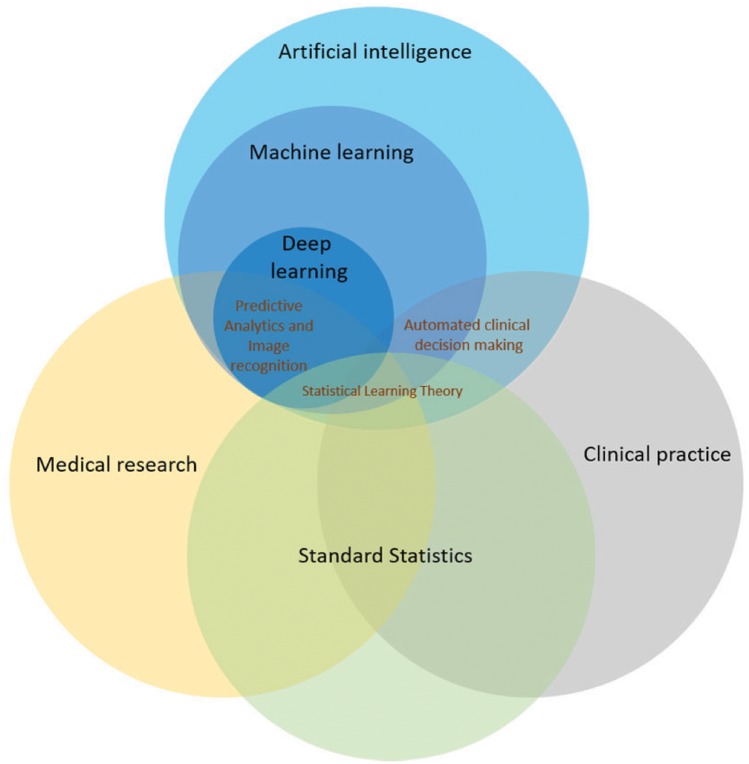 Artificial intelligence
Machine learning
Deep
learning
Predictive
Analytics and
Image
recognition
Automated clinical
decision making
Statistical Learning Theory
Medical research
Clinical practice
Standard Statistics